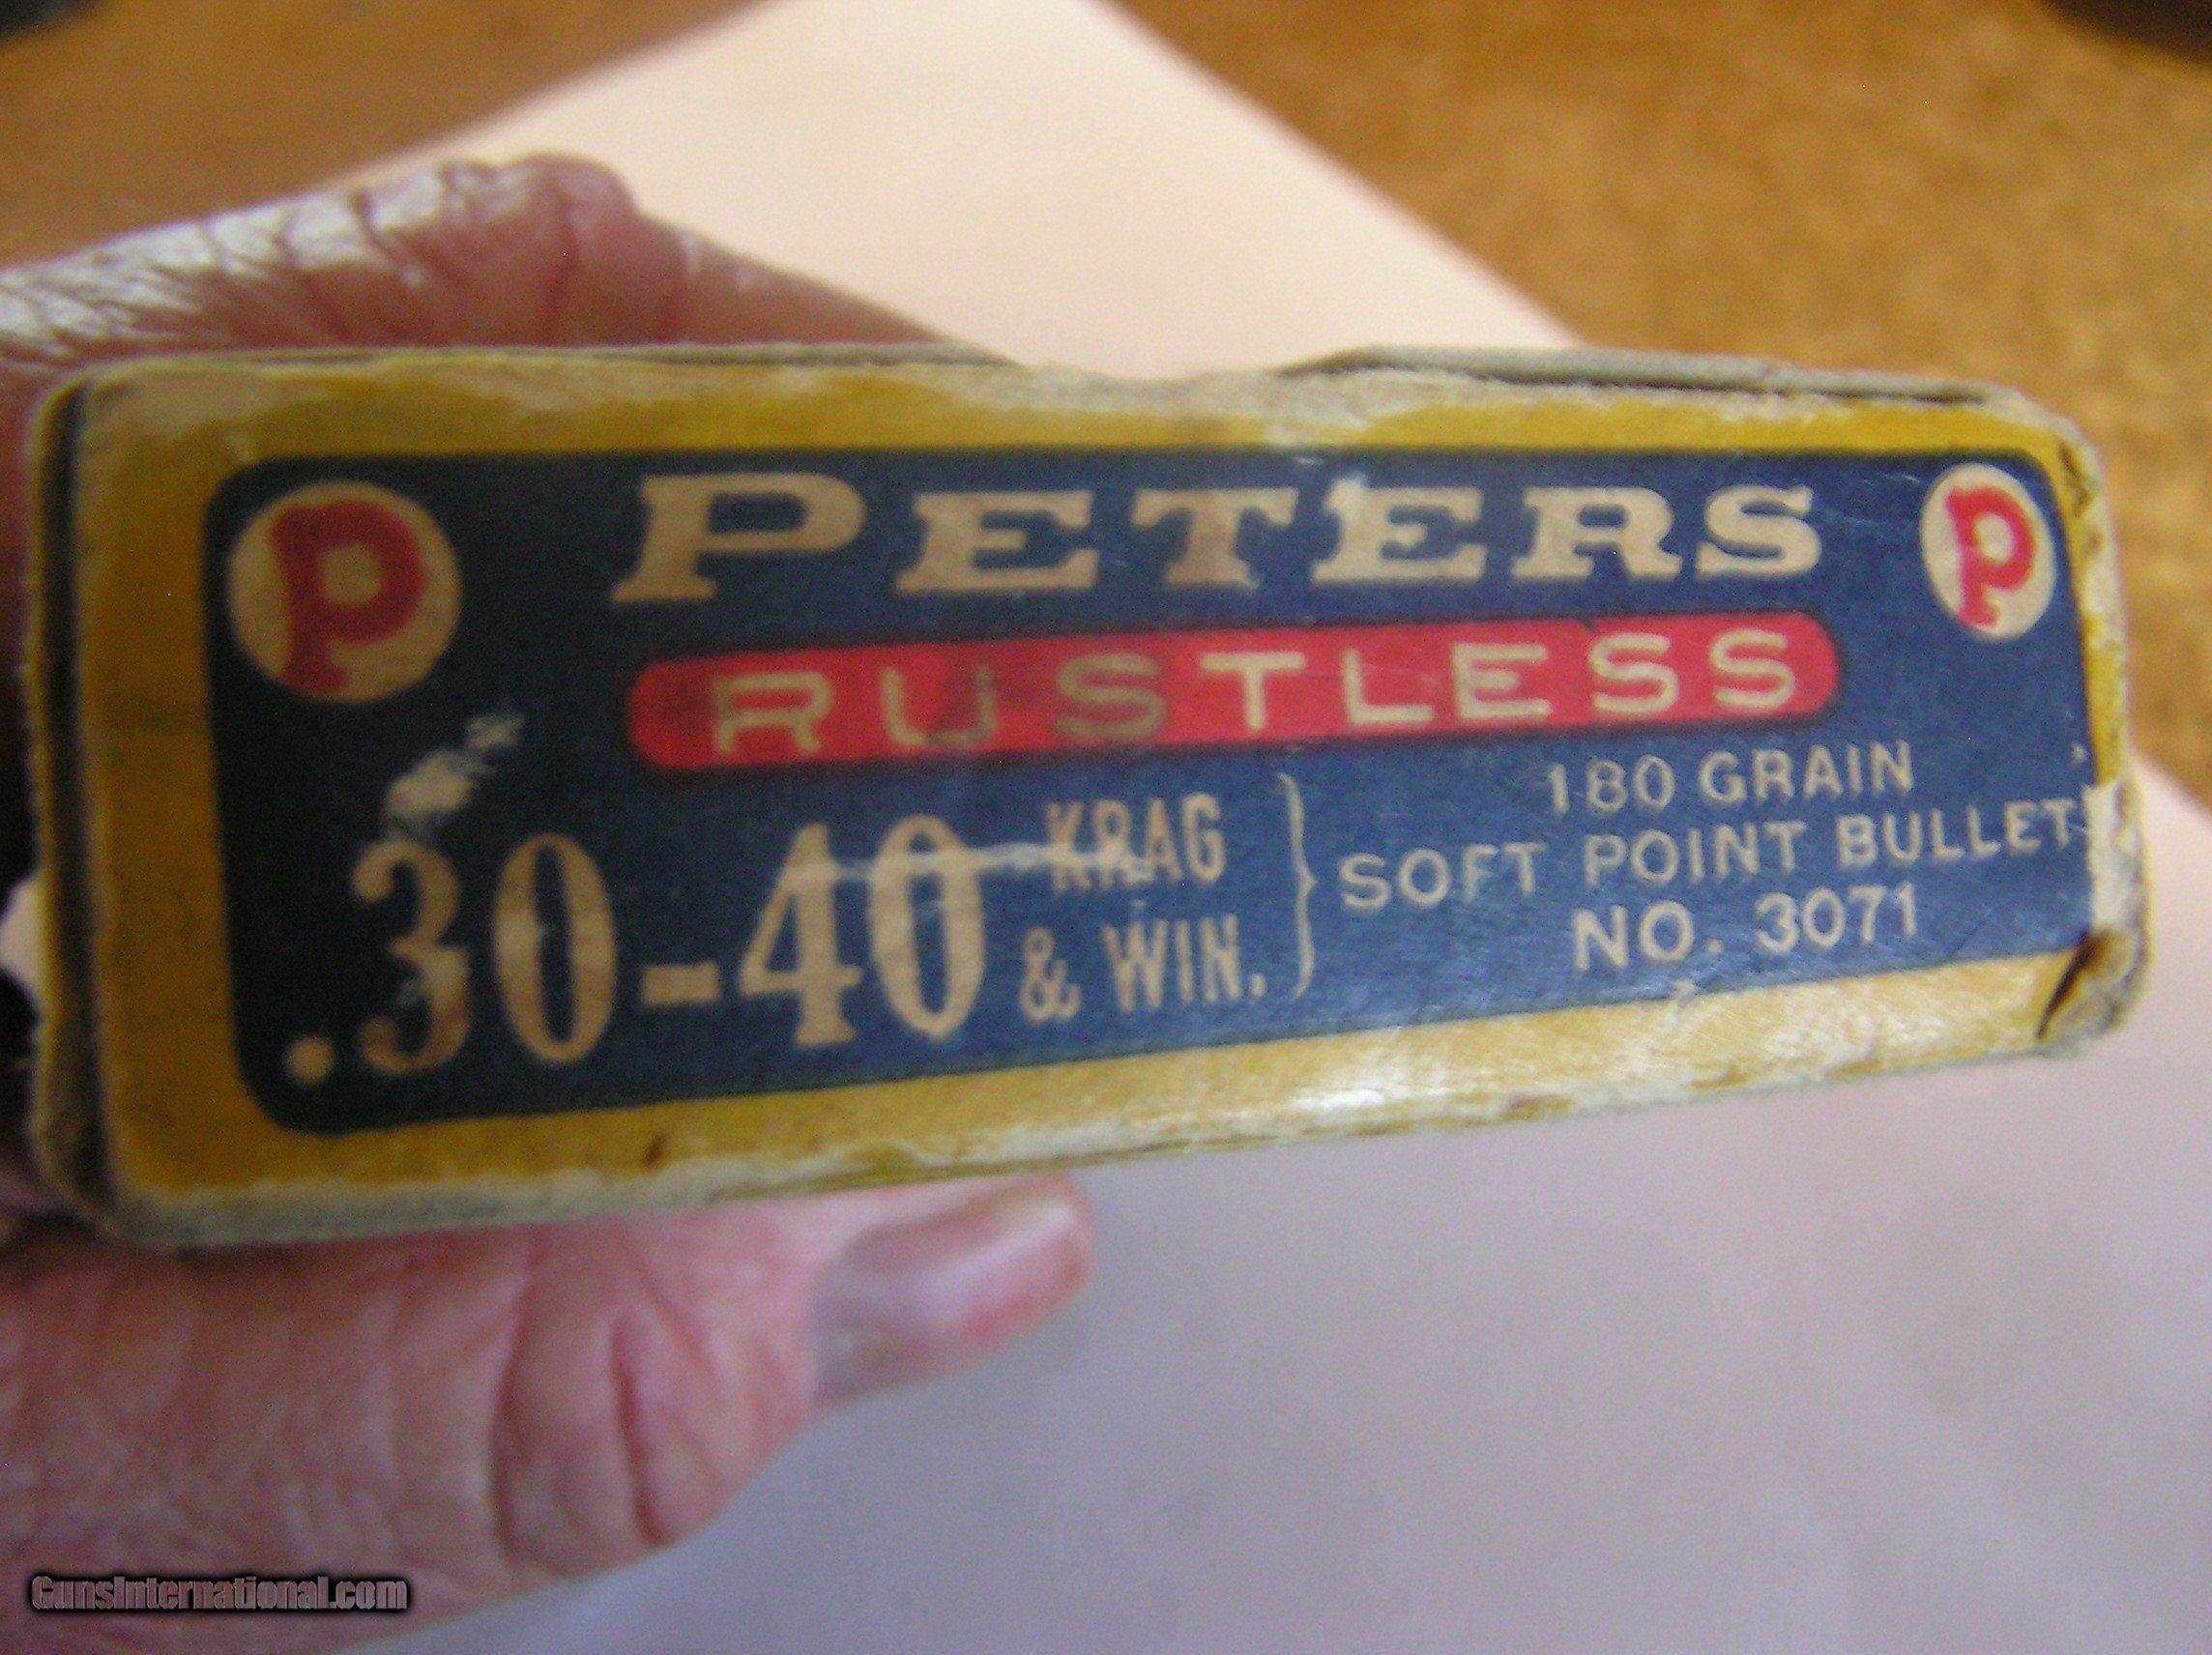 P PETERS P
RUSTLESS
.30-40 KRAG & WIN.
180 GRAIN
SOFT POINT BULLET
NO. 3071
GunsInternational.com